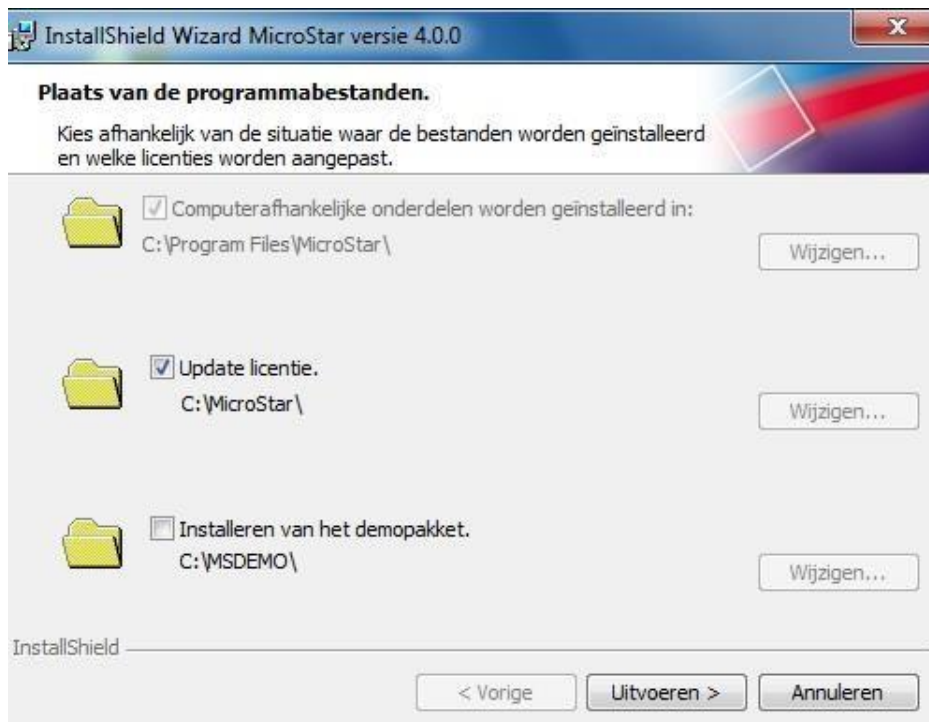 InstallShield Wizard MicroStar versie 4.0.0
Plaats van de programmabestanden.
Kies afhankelijk van de situatie waar de bestanden worden geïnstalleerd
en welke licenties worden aangepast.
Computerafhankelijke onderdelen worden geïnstalleerd in:
C:\Program Files\MicroStar\
Wijzigen...
Update licentie.
C:\MicroStar\
Wijzigen...
Installeren van het demopakket.
C:\MSDEMO\
Wijzigen...
InstallShield
< Vorige
Uitvoeren >
Annuleren